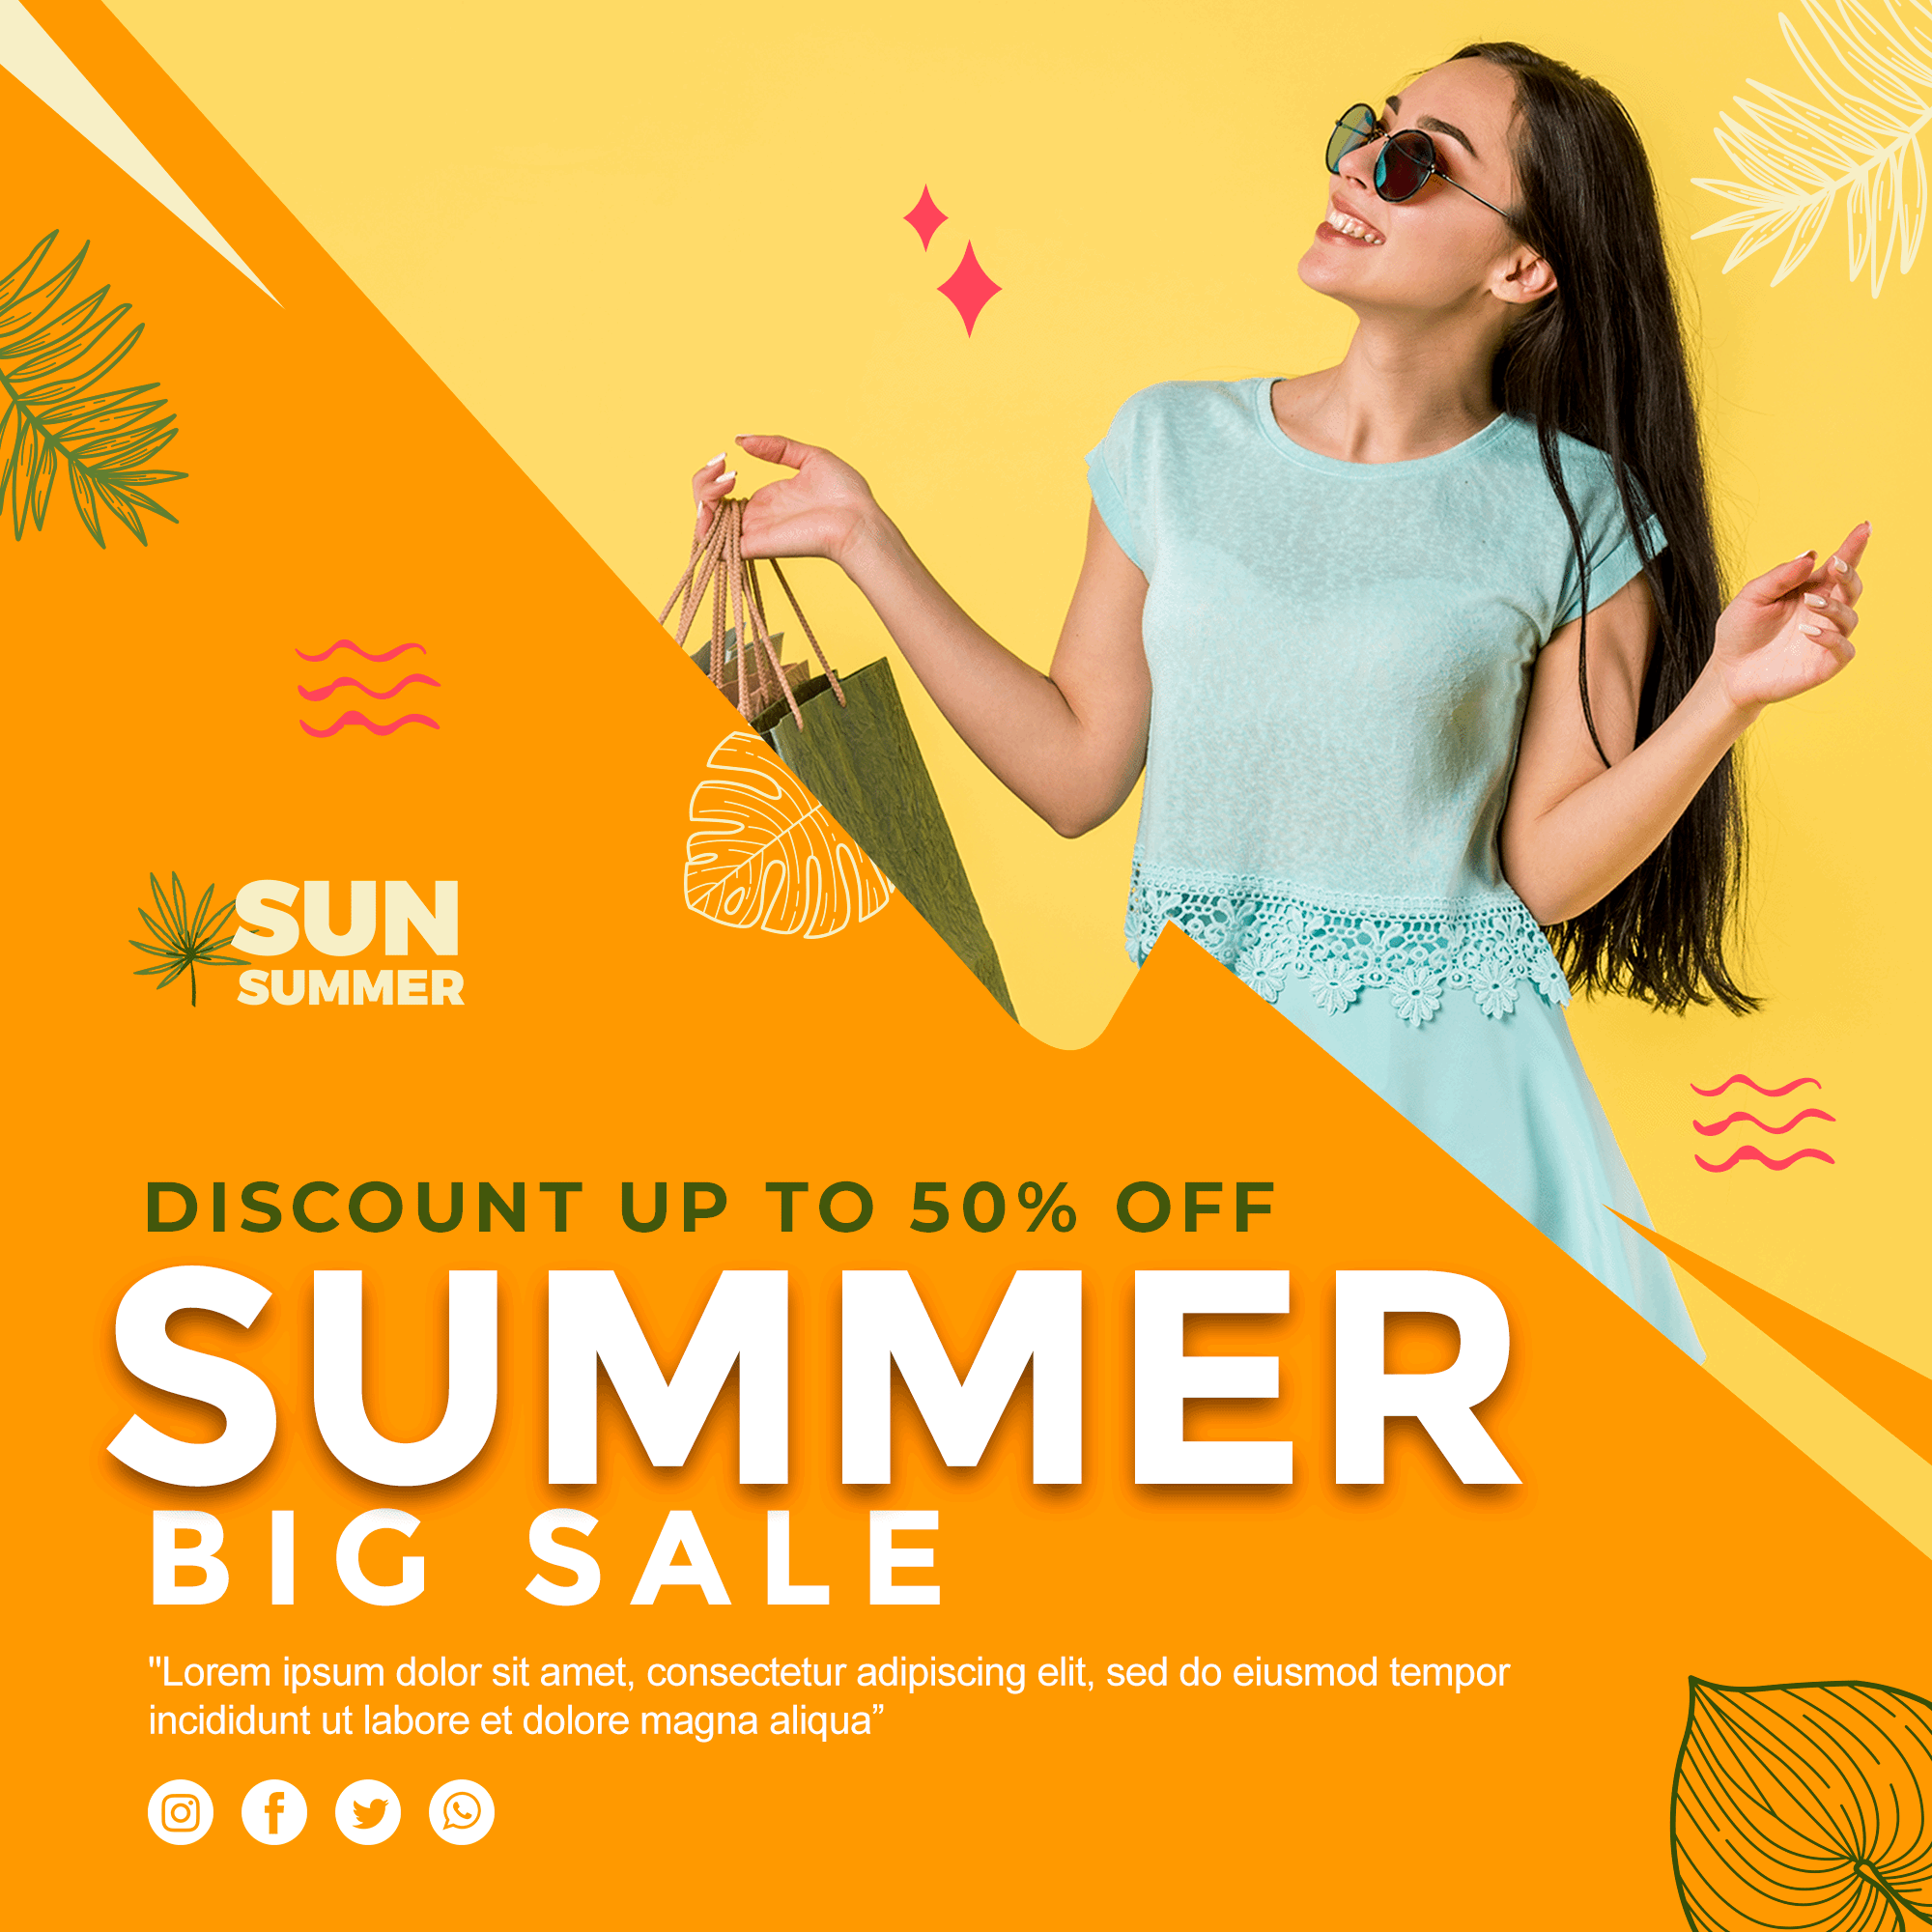 SUN
SUMMER
DISCOUNT UP TO 50% OFF
SUMMER
BIG SALE
"Lorem ipsum dolor sit amet, consectetur adipiscing elit, sed do eiusmod tempor
incididunt ut labore et dolore magna aliqua”